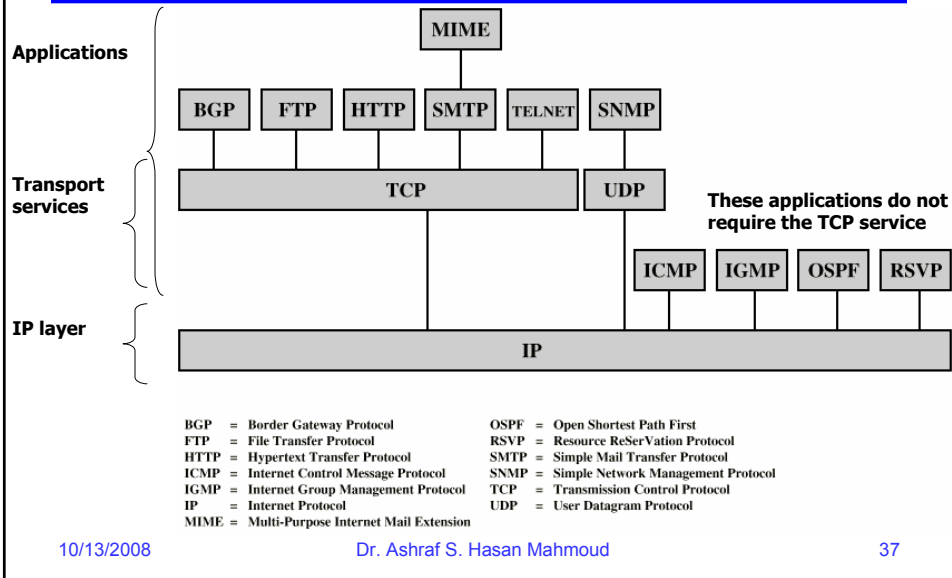 MIME
Applications
BGP FTP HTTP SMTP TELNET SNMP
Transport
services
TCP UDP
These applications do not
require the TCP service
ICMP IGMP OSPF RSVP
IP layer
IP
BGP = Border Gateway Protocol
FTP = File Transfer Protocol
HTTP = Hypertext Transfer Protocol
ICMP = Internet Control Message Protocol
IGMP = Internet Group Management Protocol
IP = Internet Protocol
MIME = Multi-Purpose Internet Mail Extension
OSPF = Open Shortest Path First
RSVP = Resource ReSerVation Protocol
SMTP = Simple Mail Transfer Protocol
SNMP = Simple Network Management Protocol
TCP = Transmission Control Protocol
UDP = User Datagram Protocol
10/13/2008 Dr. Ashraf S. Hasan Mahmoud 37